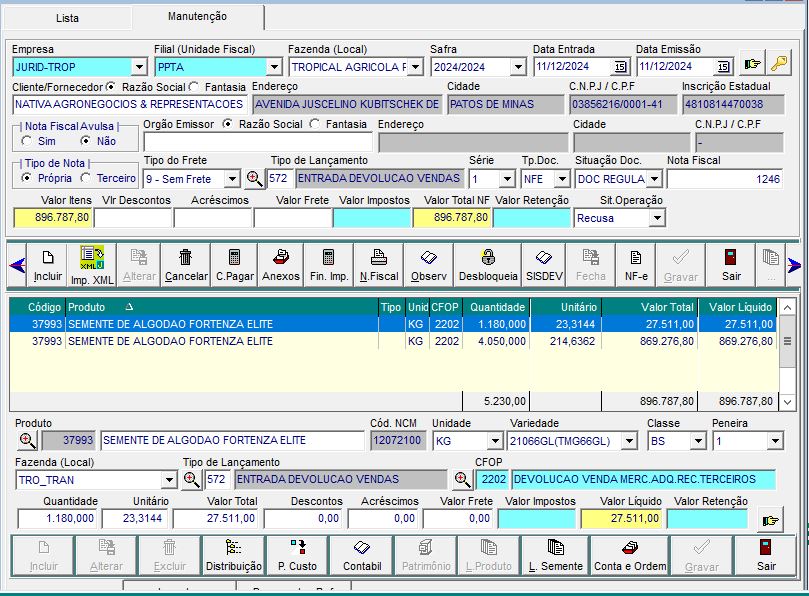 Lista Manutenção
Empresa Filial (Unidade Fiscal) Fazenda (Local) Safra Data Entrada Data Emissão
JURID-TROP PPTA TROPICAL AGRICOLA F 2024/2024 11/12/2024 15 11/12/2024 15
Cliente/Fornecedor Razão Social Fantasia Endereço Cidade C.N.P.J / C.P.F Inscrição Estadual
NATIVA AGRONEGOCIOS & REPRESENTACOES AVENIDA JUSCELINO KUBITSCHEK DE PATOS DE MINAS 03856216/0001-41 4810814470038
Nota Fiscal Avulsa Orgão Emissor Razão Social Fantasia Endereço Cidade C.N.P.J / C.P.F
Sim Não -
Tipo de Nota Tipo do Frete Tipo de Lançamento Série Tp.Doc. Situação Doc. Nota Fiscal
Própria Terceiro 9 - Sem Frete 572 ENTRADA DEVOLUCAO VENDAS 1 NFE DOC REGULA 1246
Valor Itens Vlr Descontos Acréscimos Valor Frete Valor Impostos Valor Total NF Valor Retenção Sit.Operação
896.787,80 896.787,80 Recusa
Incluir Imp. XML Alterar Cancelar C.Pagar Anexos Fin. Imp. N.Fiscal Observ Desbloqueia SISDEV Fecha NF-e Gravar Sair ...
Código Produto Tipo Unid CFOP Quantidade Unitário Valor Total Valor Líquido
37993 SEMENTE DE ALGODAO FORTENZA ELITE KG 2202 1.180,000 23,3144 27.511,00 27.511,00
37993 SEMENTE DE ALGODAO FORTENZA ELITE KG 2202 4.050,000 214,6362 869.276,80 869.276,80
5.230,00 896.787,80 896.787,80
Produto Cód. NCM Unidade Variedade Classe Peneira
37993 SEMENTE DE ALGODAO FORTENZA ELITE 12072100 KG 21066GL(TMG66GL) BS 1
Fazenda (Local) Tipo de Lançamento CFOP
TRO_TRAN 572 ENTRADA DEVOLUCAO VENDAS 2202 DEVOLUCAO VENDA MERC.ADQ.REC.TERCEIROS
Quantidade Unitário Valor Total Descontos Acréscimos Valor Frete Valor Impostos Valor Líquido Valor Retenção
1.180,000 23,3144 27.511,00 0,00 0,00 0,00 27.511,00
Incluir Alterar Excluir Distribuição P. Custo Contabil Patrimônio L.Produto L. Semente Conta e Ordem Gravar Sair